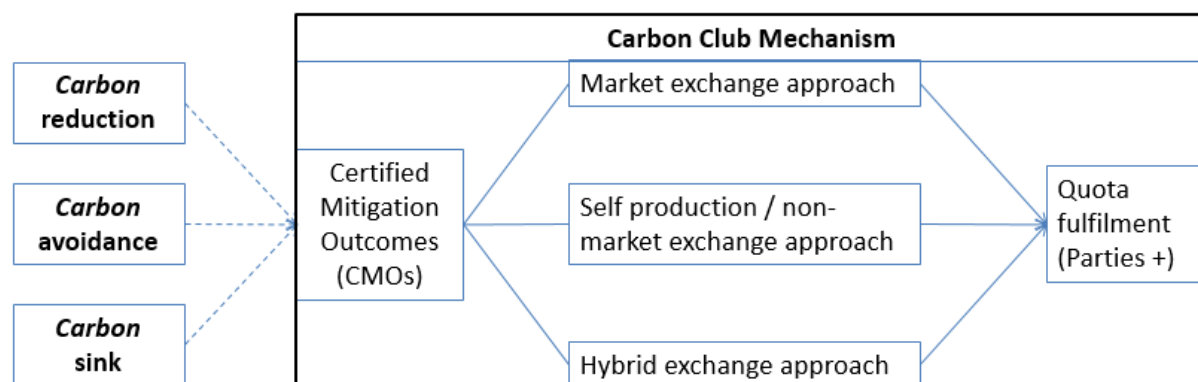 Carbon Club Mechanism
Carbon
reduction
Carbon
avoidance
Carbon
sink
Certified
Mitigation
Outcomes
(CMOs)
Market exchange approach
Self production / non-
market exchange approach
Hybrid exchange approach
Quota
fulfilment
(Parties +)